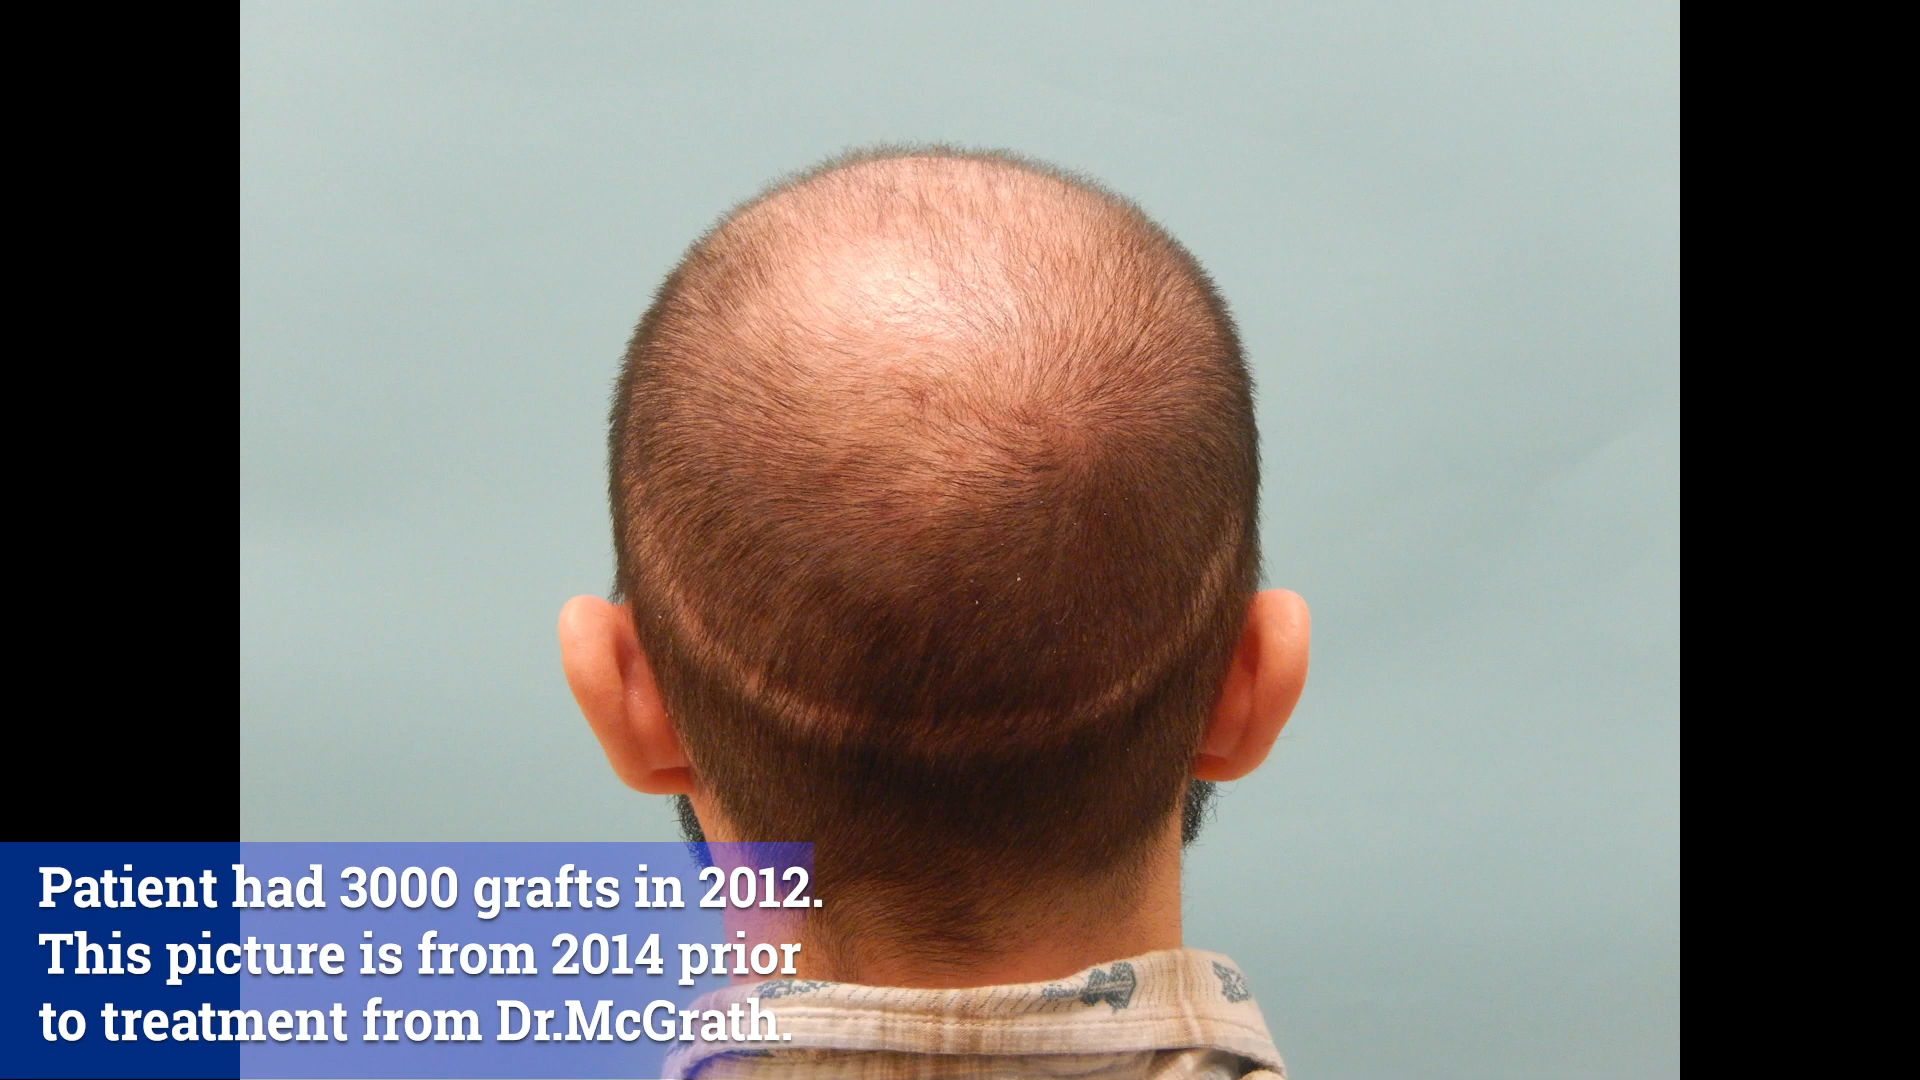 Patient had 3000 grafts in 2012.
This picture is from 2014 prior
to treatment from Dr.McGrath.